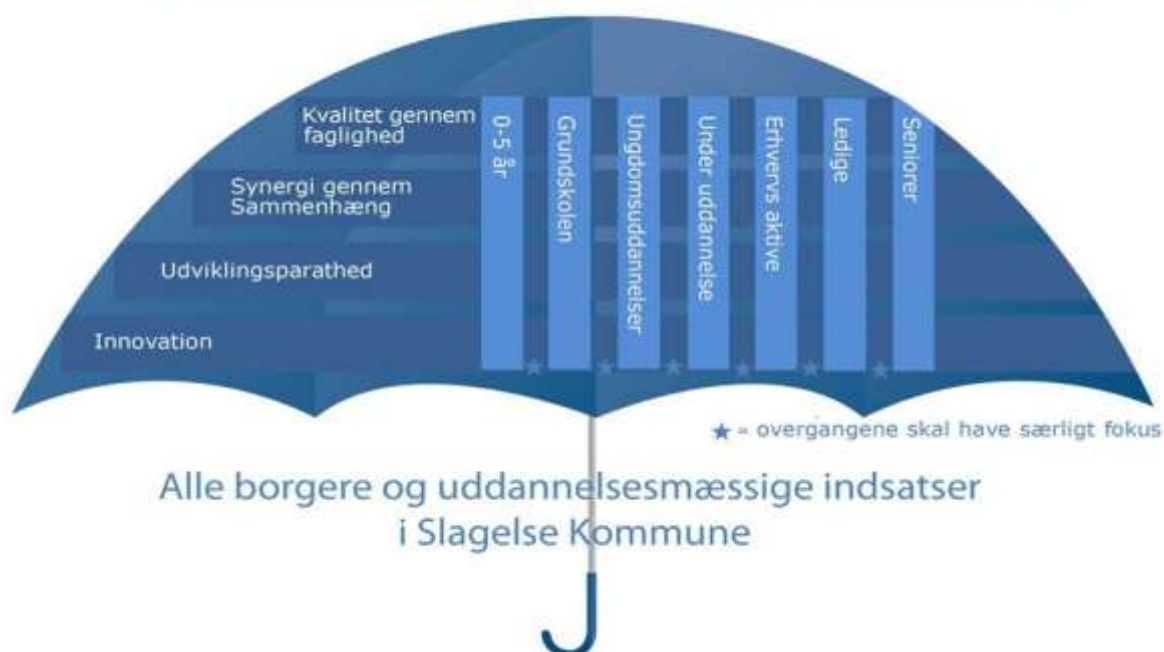 Kvalitet gennem
faglighed
Synergi gennem
Sammenhæng
Udviklingsparathed
Innovation
0-5 år
Grundskolen
Ungdomsuddannelser
Under uddannelse
Erhvervs aktive
Ledige
Seniorer
★ = overgangene skal have særligt fokus
Alle borgere og uddannelsesmæssige indsatser
i Slagelse Kommune